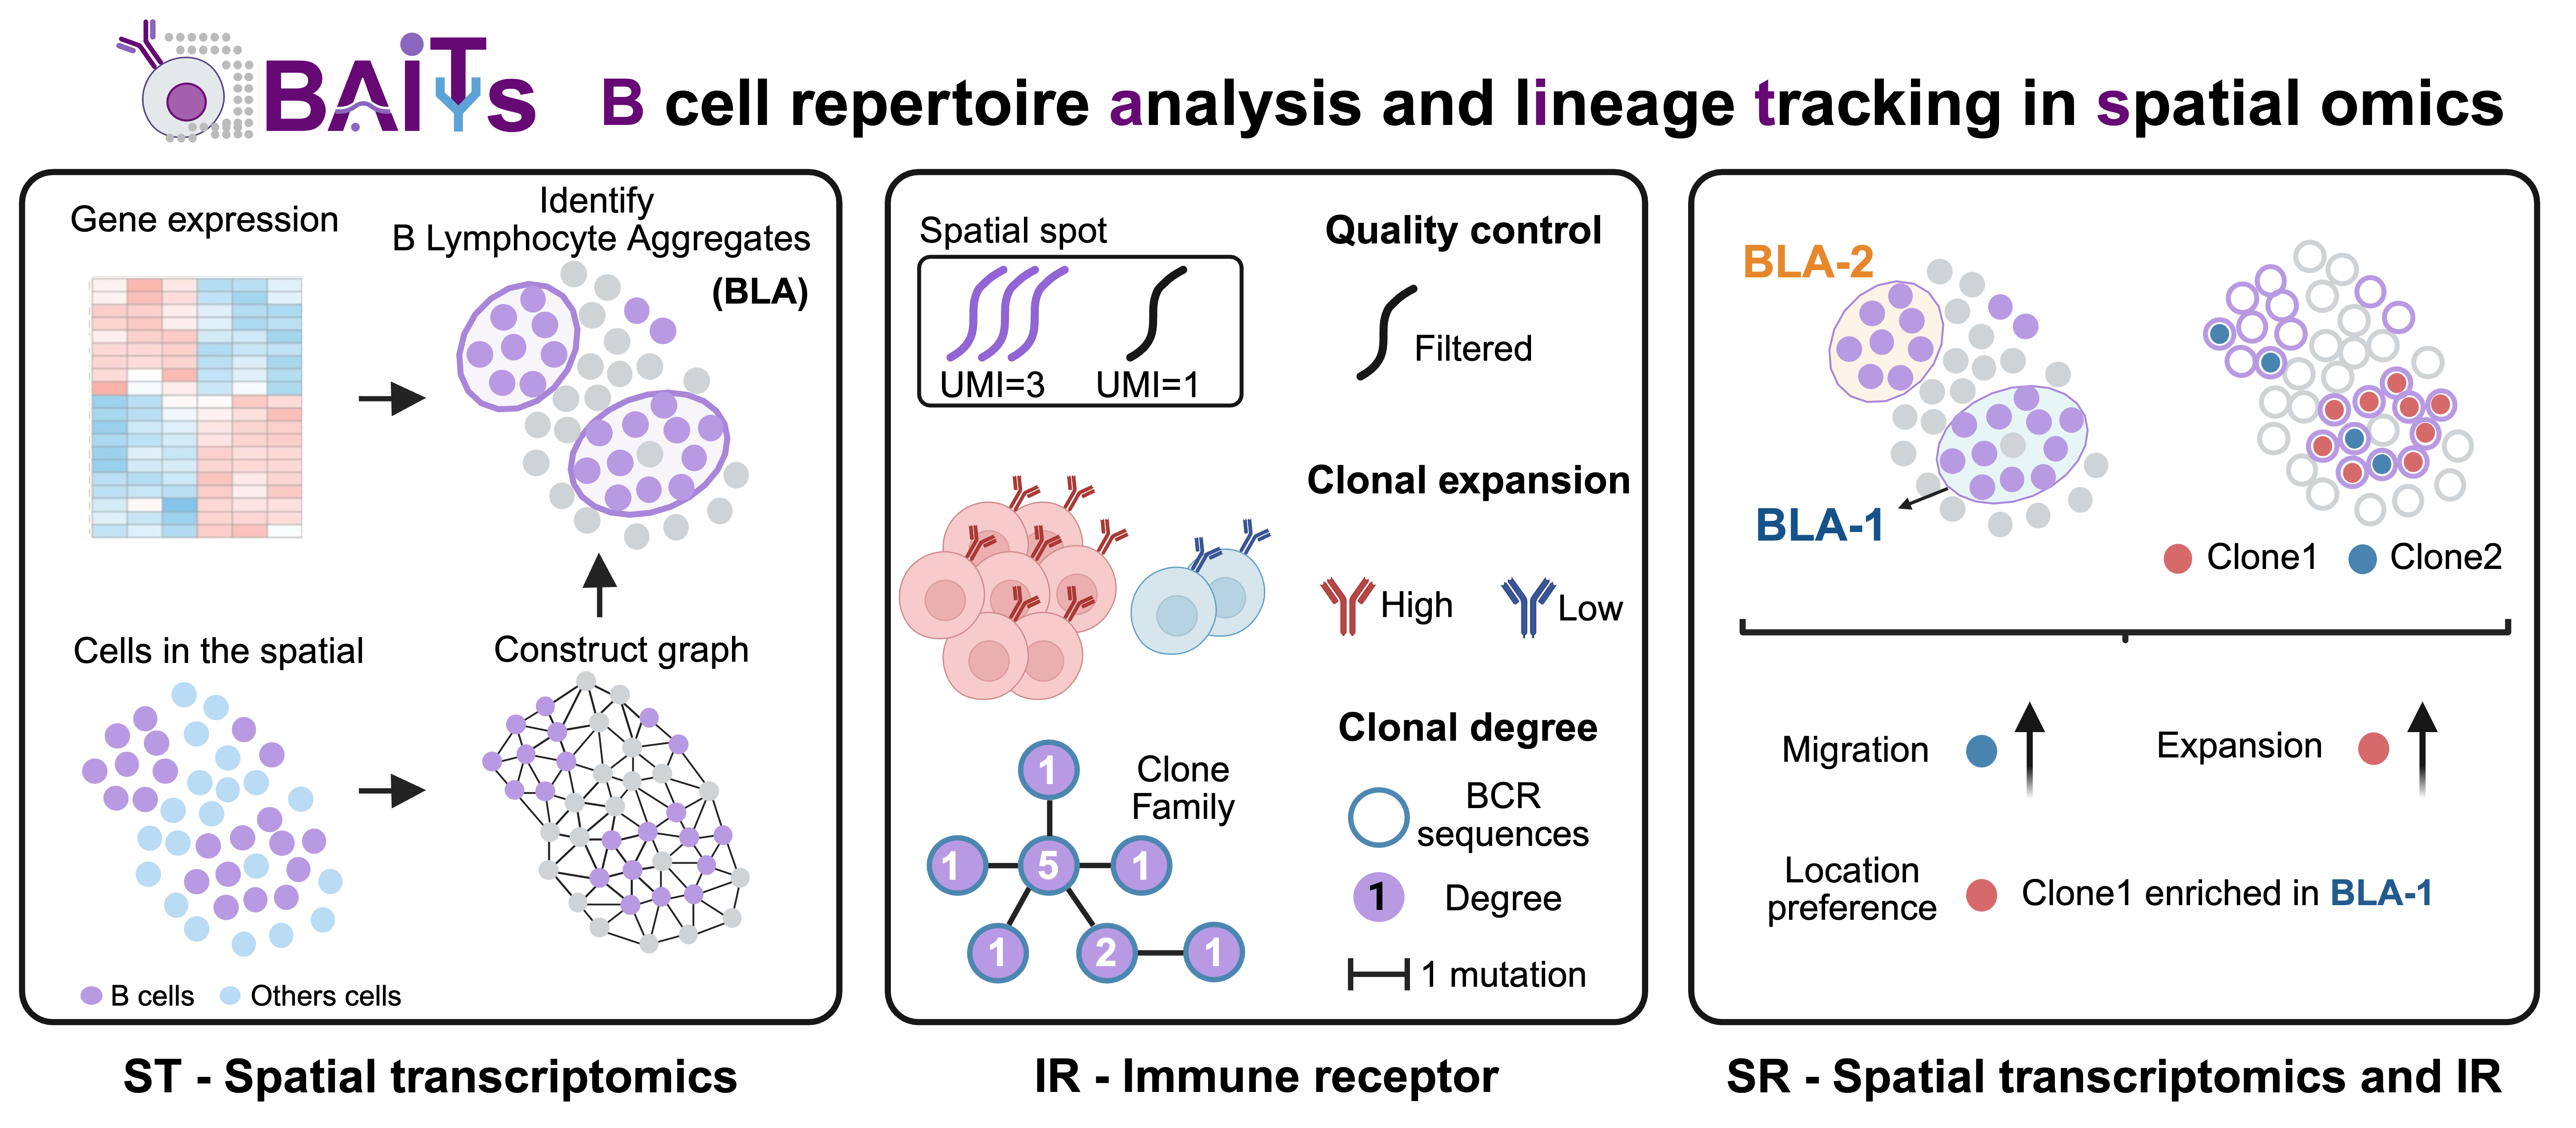 BAiTs
B cell repertoire analysis and lineage tracking in spatial omics
Gene expression
Identify
B Lymphocyte Aggregates
(BLA)
Cells in the spatial
Construct graph
B cells
Others cells
ST - Spatial transcriptomics
Spatial spot
UMI=3
UMI=1
Quality control
Filtered
Clonal expansion
High
Low
Clonal degree
Clone
Family
1
1
5
1
1
2
1
BCR
sequences
1
Degree
1 mutation
IR - Immune receptor
BLA-2
BLA-1
Clone1
Clone2
Migration
Expansion
Location
preference
Clone1 enriched in BLA-1
SR - Spatial transcriptomics and IR